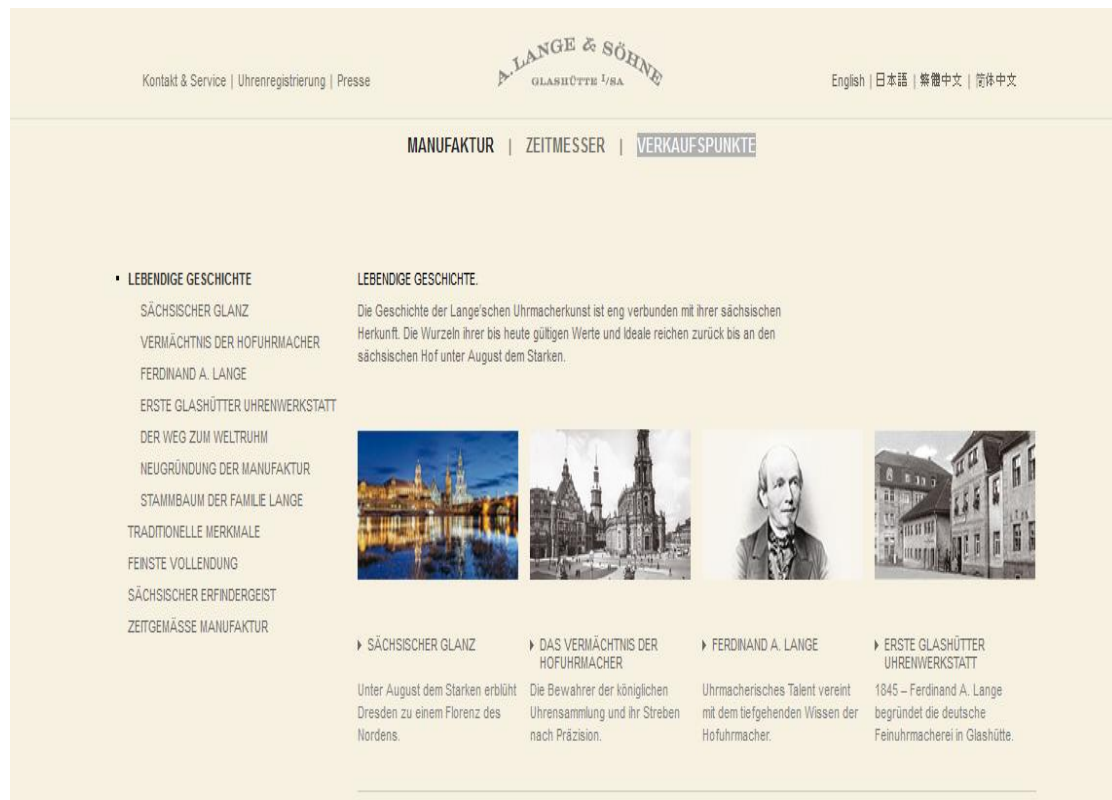 A. LANGE & SÖHNE
GLASHÜTTE I/SA
Kontakt & Service | Uhrenregistrierung | Presse
English | 日本語 | 繁體中文 | 简体中文
MANUFAKTUR | ZEITMESSER | VERKAUFSPUNKTE
LEBENDIGE GESCHICHTE
SÄCHSISCHER GLANZ
VERMÄCHTNIS DER HOFUHRMACHER
FERDINAND A. LANGE
ERSTE GLASHÜTTER UHRENWERKSTATT
DER WEG ZUM WELTRUHM
NEUGRÜNDUNG DER MANUFAKTUR
STAMMBAUM DER FAMILIE LANGE
TRADITIONELLE MERKMALE
FEINSTE VOLLENDUNG
SÄCHSISCHER ERFINDERGEIST
ZEITGEMÄSSE MANUFAKTUR
LEBENDIGE GESCHICHTE.
Die Geschichte der Lange'schen Uhrmacherkunst ist eng verbunden mit ihrer sächsischen
Herkunft. Die Wurzeln ihrer bis heute gültigen Werte und Ideale reichen zurück bis an den
sächsischen Hof unter August dem Starken.
SÄCHSISCHER GLANZ
Unter August dem Starken erblüht
Dresden zu einem Florenz des
Nordens.
DAS VERMÄCHTNIS DER
HOFUHRMACHER
Die Bewahrer der königlichen
Uhrensammlung und ihr Streben
nach Präzision.
FERDINAND A. LANGE
Uhrmacherisches Talent vereint
mit dem tiefgehenden Wissen der
Hofuhrmacher.
ERSTE GLASHÜTTER
UHRENWERKSTATT
1845 – Ferdinand A. Lange
begründet die deutsche
Feinuhrmacherei in Glashütte.